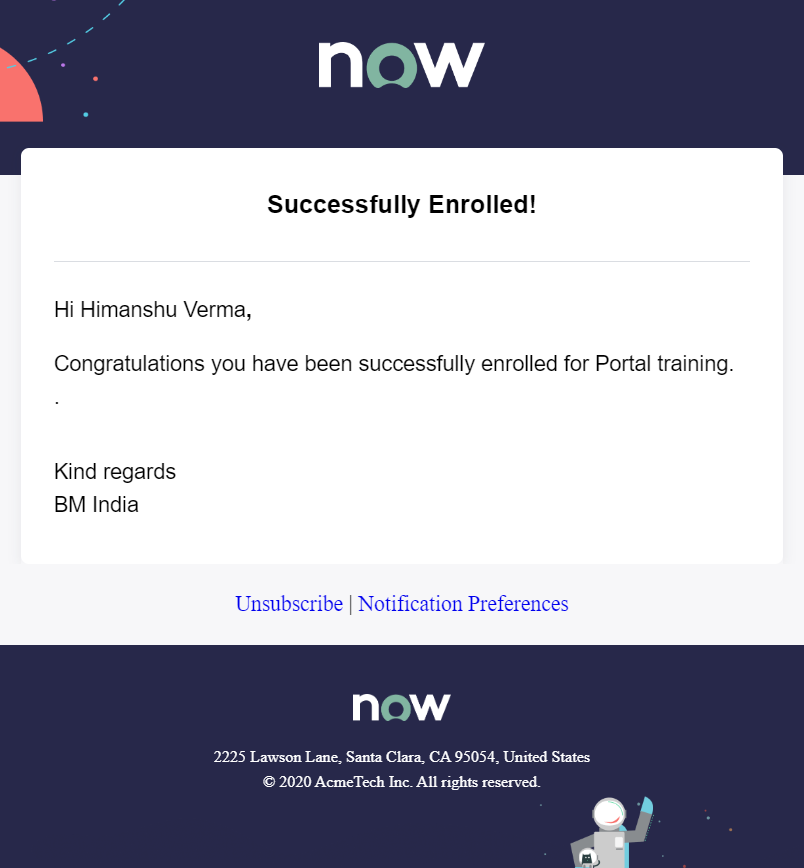 now
Successfully Enrolled!
Hi Himanshu Verma,
Congratulations you have been successfully enrolled for Portal training.
.
Kind regards
BM India
Unsubscribe | Notification Preferences
now
2225 Lawson Lane, Santa Clara, CA 95054, United States
© 2020 AcmeTech Inc. All rights reserved.